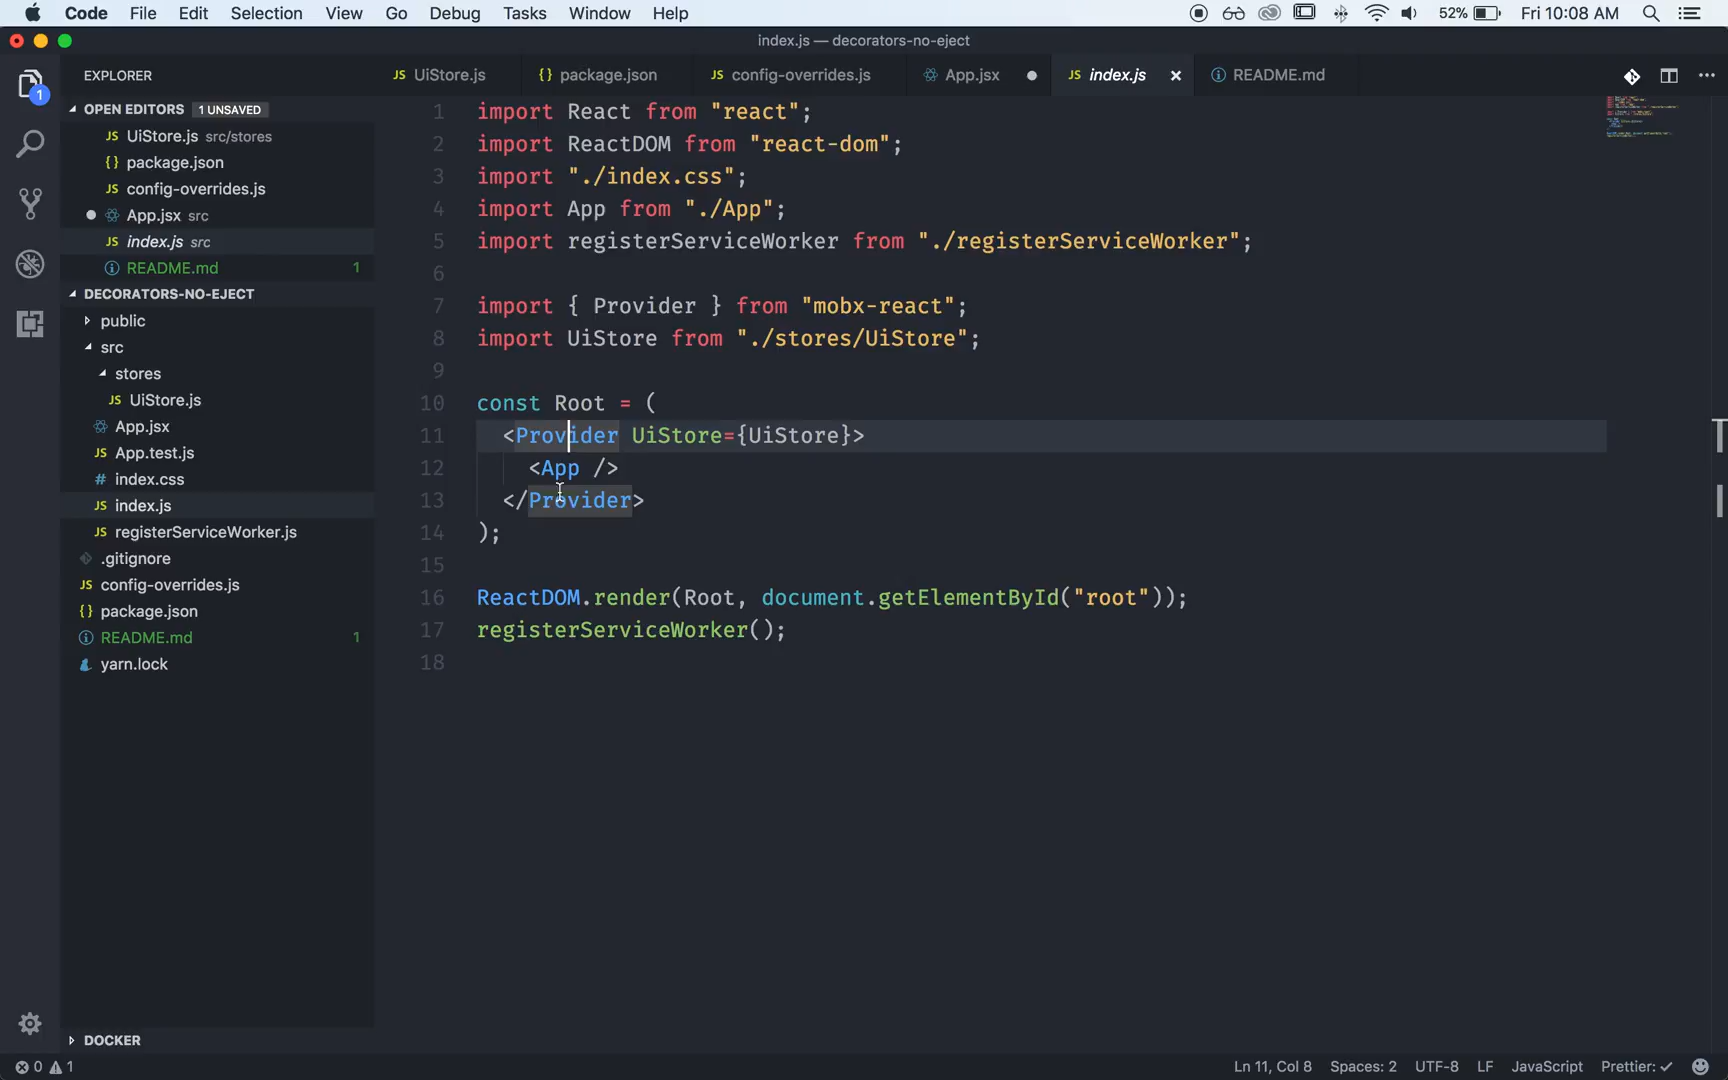 Code File Edit Selection View Go Debug Tasks Window Help 52% Fri 10:08 AM
index.js — decorators-no-eject
EXPLORER
UiStore.js package.json config-overrides.js App.jsx index.js README.md
OPEN EDITORS 1 UNSAVED
UiStore.js src/stores
package.json
config-overrides.js
App.jsx src
index.js src
README.md 1
DECORATORS-NO-EJECT
public
src
stores
UiStore.js
App.jsx
App.test.js
index.css
index.js
registerServiceWorker.js
.gitignore
config-overrides.js
package.json
README.md 1
yarn.lock
DOCKER
1 import React from "react";
2 import ReactDOM from "react-dom";
3 import "./index.css";
4 import App from "./App";
5 import registerServiceWorker from "./registerServiceWorker";
6
7 import { Provider } from "mobx-react";
8 import UiStore from "./stores/UiStore";
9
10 const Root = (
11 <Provider UiStore={UiStore}>
12 <App />
13 </Provider>
14 );
15
16 ReactDOM.render(Root, document.getElementById("root"));
17 registerServiceWorker();
18
0 1 Ln 11, Col 8 Spaces: 2 UTF-8 LF JavaScript Prettier: ✓